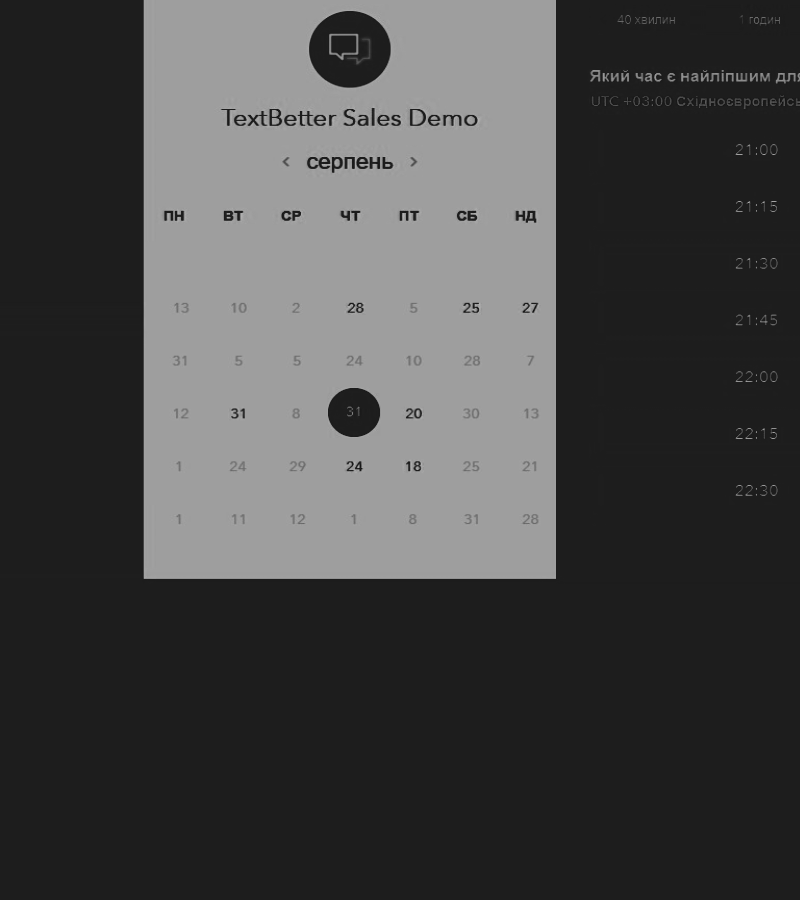 TextBetter Sales Demo
серпень
ПН ВТ СР ЧТ ПТ СБ НД
13 10 2 28 5 25 27
31 5 5 24 10 28 7
12 31 8 31 20 30 13
1 24 29 24 18 25 21
1 11 12 1 8 31 28
40 хвилин 1 годин
Який час є найліпшим для
UTC +03:00 Східноєвропейсь
21:00
21:15
21:30
21:45
22:00
22:15
22:30